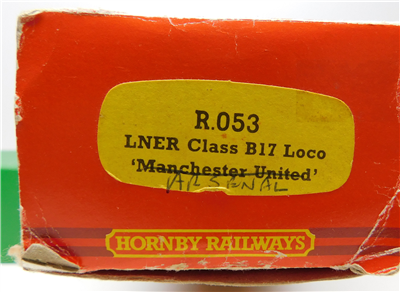 R.053
LNER Class B17 Loco
'Manchester United'
ARSENAL
HORNBY RAILWAYS